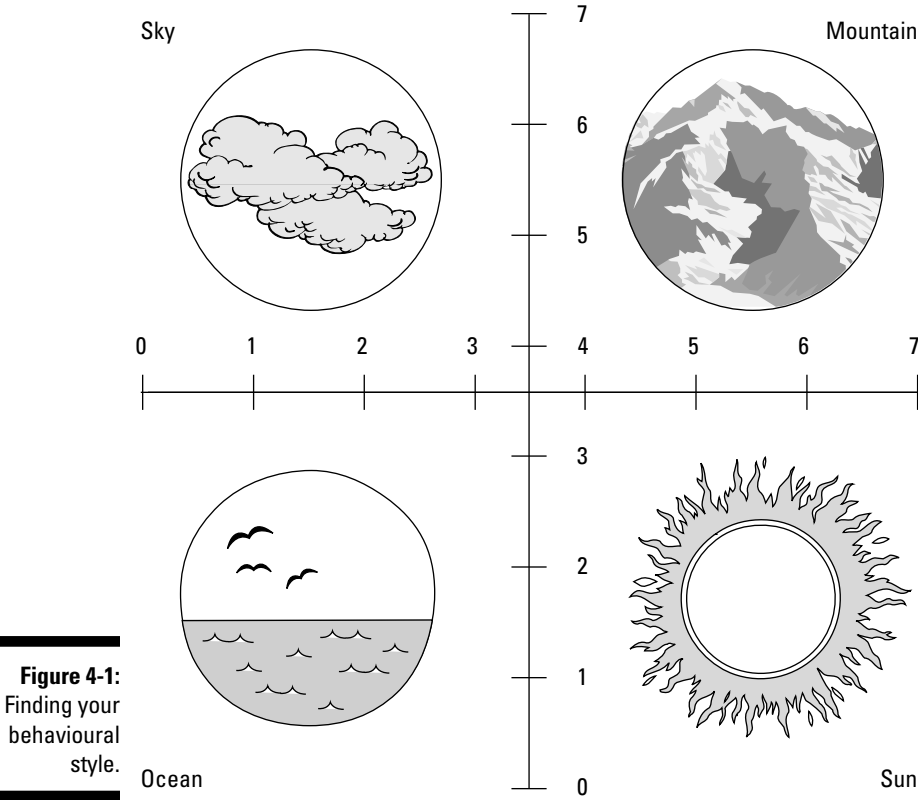 7
Sky
Mountain
6
5
0 1 2 3 4 5 6 7
3
2
1
Figure 4-1:
Finding your
behavioural
style.
Ocean
0
Sun